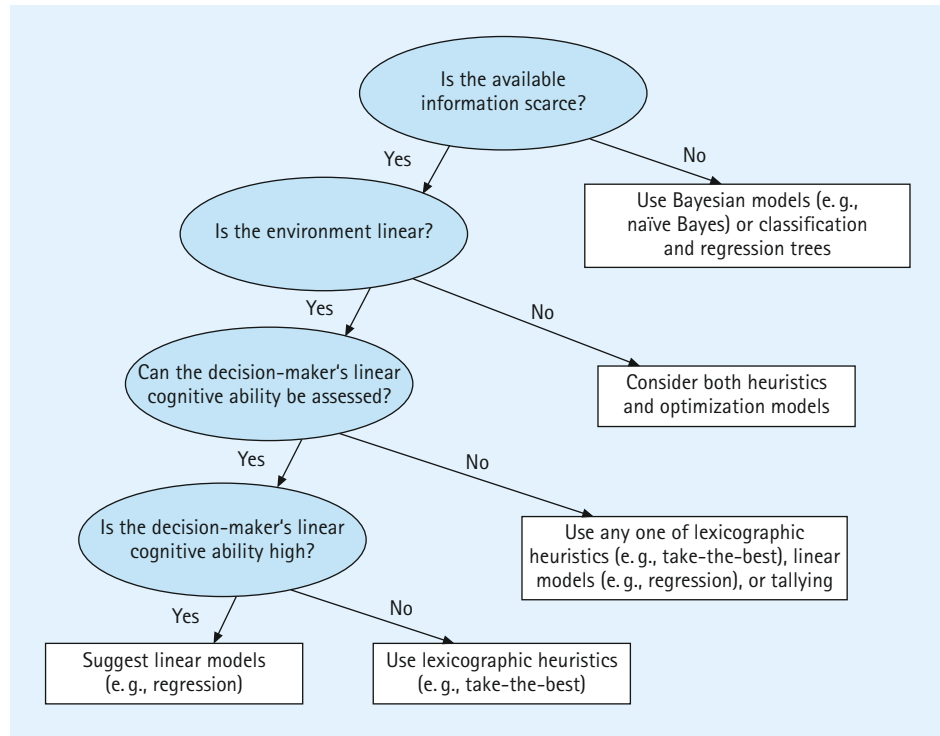 Is the available
information scarce?
Yes
No
Use Bayesian models (e. g.,
naïve Bayes) or classification
and regression trees
Is the environment linear?
Yes
No
Consider both heuristics
and optimization models
Can the decision-maker's linear
cognitive ability be assessed?
Yes
No
Use any one of lexicographic
heuristics (e. g., take-the-best), linear
models (e. g., regression), or tallying
Is the decision-maker's linear
cognitive ability high?
Yes
No
Suggest linear models
(e. g., regression)
Use lexicographic heuristics
(e. g., take-the-best)